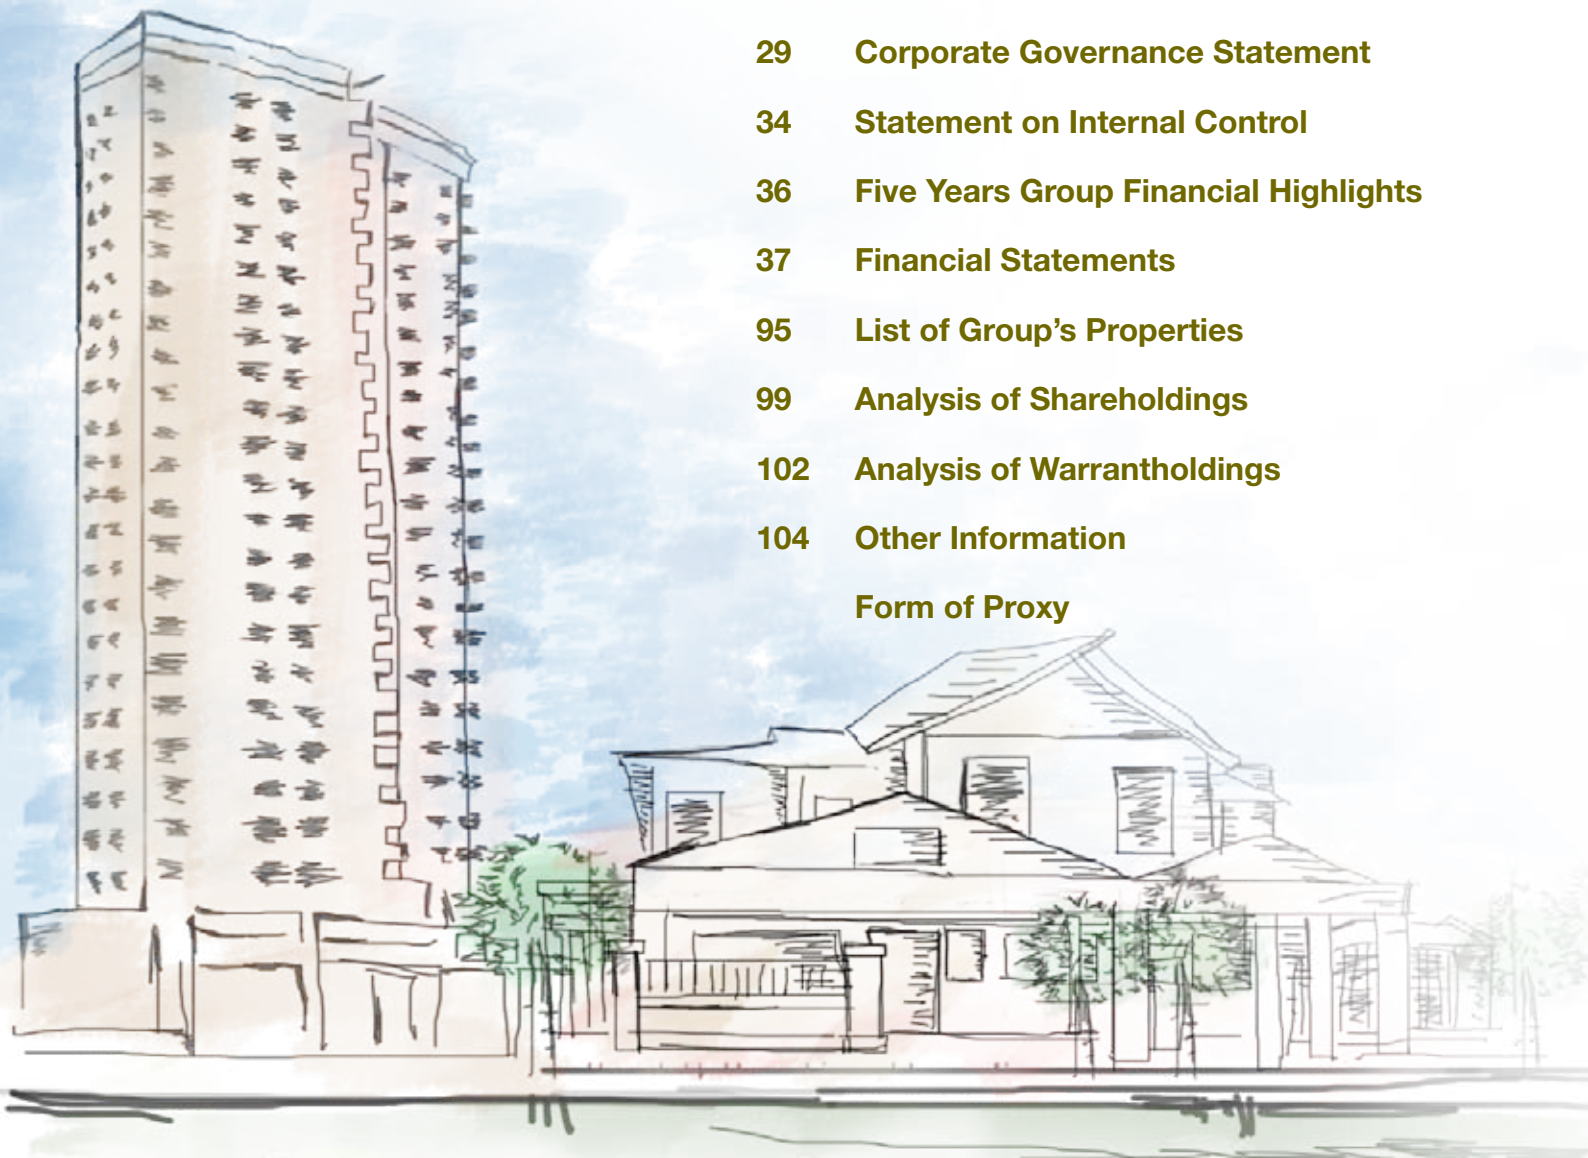 29 Corporate Governance Statement
34 Statement on Internal Control
36 Five Years Group Financial Highlights
37 Financial Statements
95 List of Group’s Properties
99 Analysis of Shareholdings
102 Analysis of Warrantholdings
104 Other Information
Form of Proxy